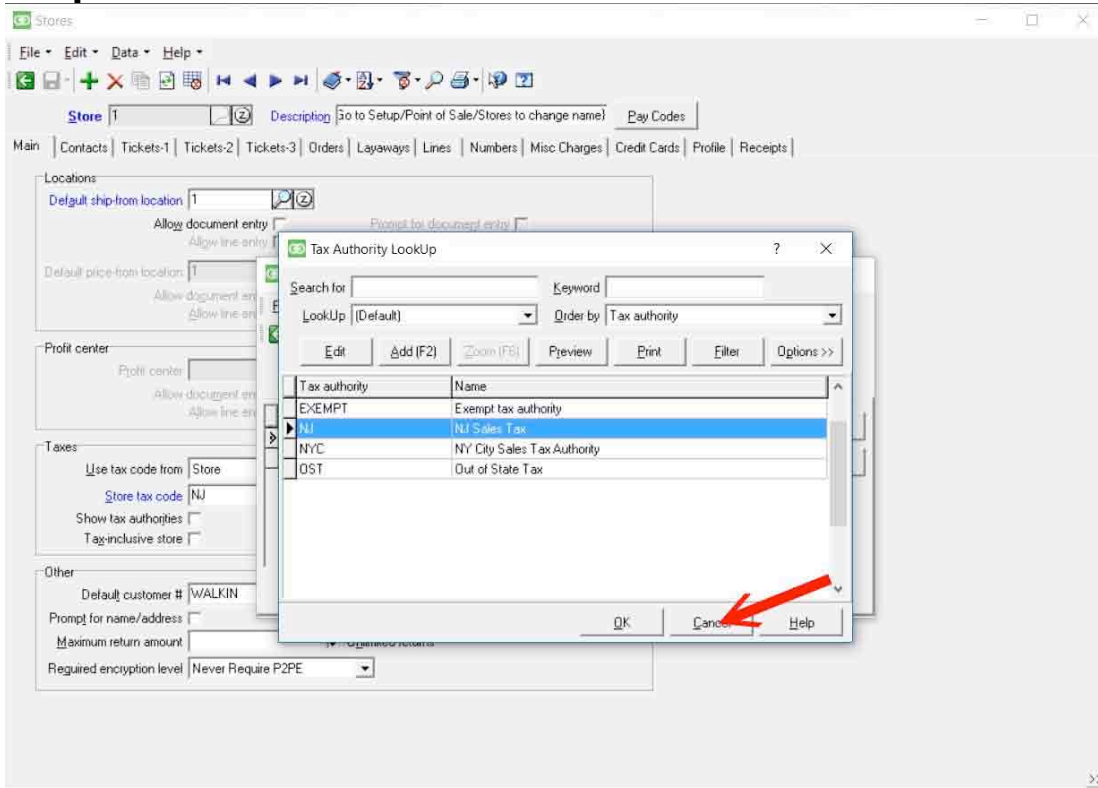 Stores
File Edit Data Help
Store 1 Description Go to Setup/Point of Sale/Stores to change name) Pay Codes
Main Contacts Tickets-1 Tickets-2 Tickets-3 Orders Layaways Lines Numbers Misc Charges Credit Cards Profile Receipts
Locations
Default ship-from location 1
Allow document entry Prompt for document entry
Allow line entry
Default price-from location 1
Allow document en
Allow line en
Profit center
Profit center
Allow document en
Allow line en
Taxes
Use tax code from Store
Store tax code NJ
Show tax authorities
Tax-inclusive store
Other
Default customer # WALKIN
Prompt for name/address
Maximum return amount Unlimited returns
Required encryption level Never Require P2PE
Tax Authority LookUp ? X
Search for Keyword
LookUp (Default) Order by Tax authority
Edit Add (F2) Zoom (F6) Preview Print Filter Options >>
Tax authority Name
EXEMPT Exempt tax authority
NJ NJ Sales Tax
NYC NY City Sales Tax Authority
OST Out of State Tax
OK Cancel Help